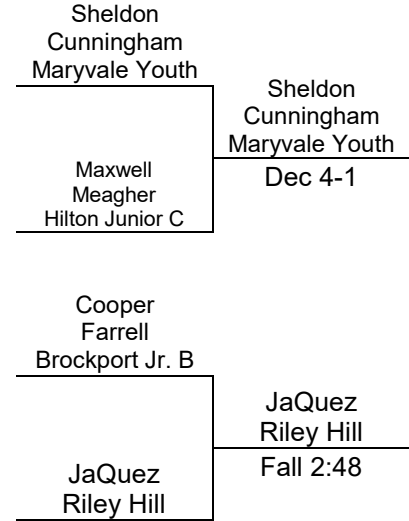 Sheldon
Cunningham
Maryvale Youth
Sheldon
Cunningham
Maryvale Youth
Dec 4-1
Maxwell
Meagher
Hilton Junior C
Cooper
Farrell
Brockport Jr. B
JaQuez
Riley Hill
Fall 2:48
JaQuez
Riley Hill